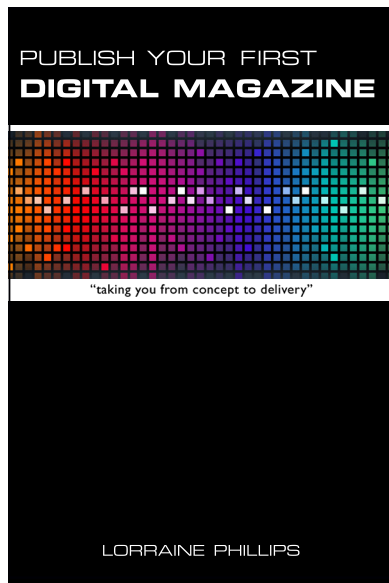 PUBLISH YOUR FIRST
DIGITAL MAGAZINE
“taking you from concept to delivery”
LORRAINE PHILLIPS